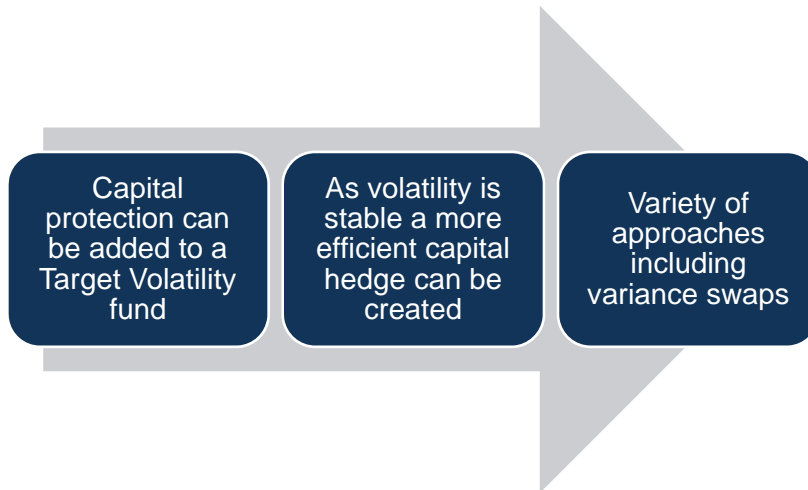 Capital
protection can
be added to a
Target Volatility
fund
As volatility is
stable a more
efficient capital
hedge can be
created
Variety of
approaches
including
variance swaps